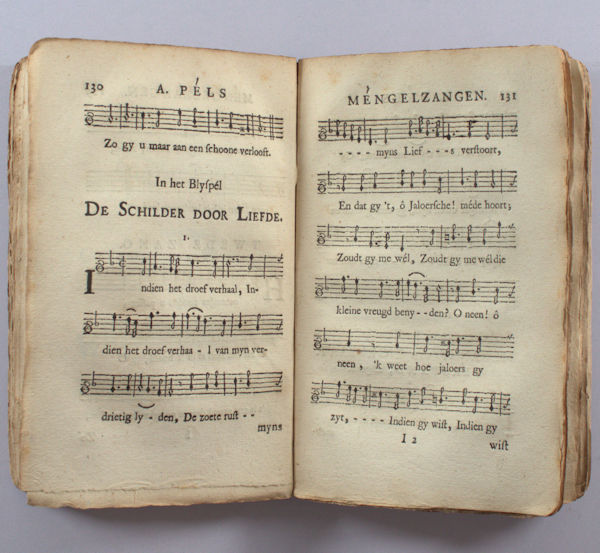 130 A. PÉLS
Zo gy u maar aan een schoone verlooft.
In het Blyspél
DE SCHILDER DOOR LIEFDE.
1.
Indien het droef verhaal, In-
dien het droef verhaa - l van myn ver-
drietig ly - den, De zoete rust - -
myns
MÉNGELZANGEN. 131
- - - - myns Lief - - - s verstoort,
En dat gy 't, ô Jaloersche! méde hoort;
Zoudt gy me wél, Zoudt gy me wél die
kleine vreugd beny - - den? O neen! ô
neen, 'k weet hoe jaloers gy
zyt, - - - - Indien gy wist, Indien gy
I 2
wist